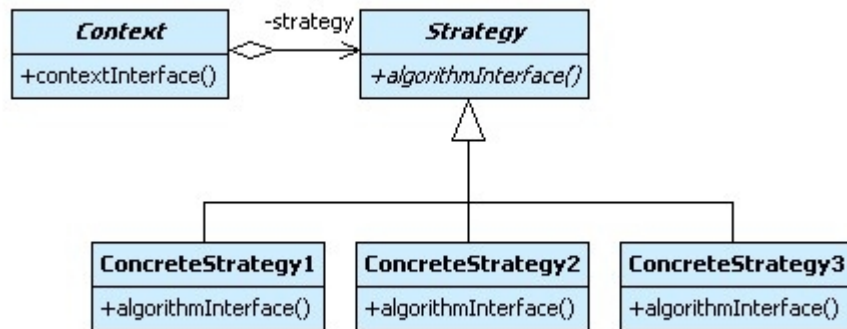 Context
-strategy
Strategy
+contextInterface()
+algorithmInterface()
ConcreteStrategy1
ConcreteStrategy2
ConcreteStrategy3
+algorithmInterface()
+algorithmInterface()
+algorithmInterface()